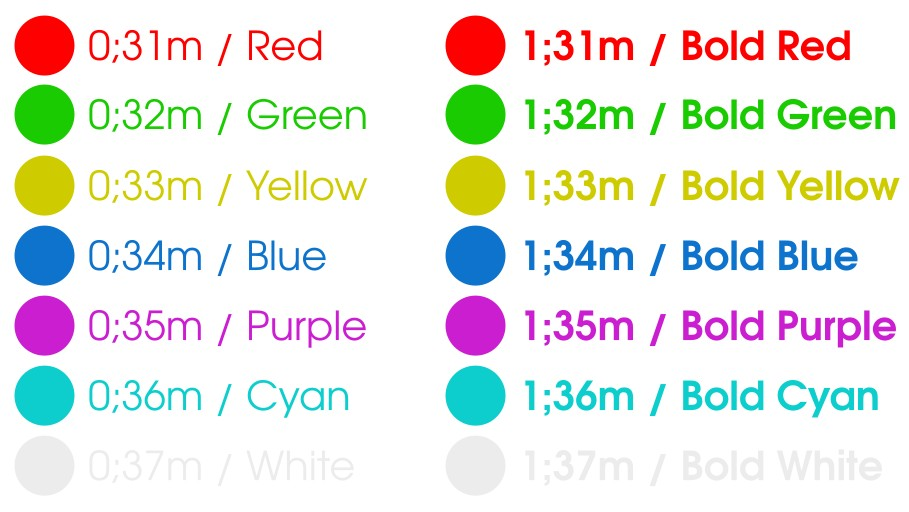 0;31m / Red
1;31m / Bold Red
0;32m / Green
1;32m / Bold Green
0;33m / Yellow
1;33m / Bold Yellow
0;34m / Blue
1;34m / Bold Blue
0;35m / Purple
1;35m / Bold Purple
0;36m / Cyan
1;36m / Bold Cyan
0;37m / White
1;37m / Bold White